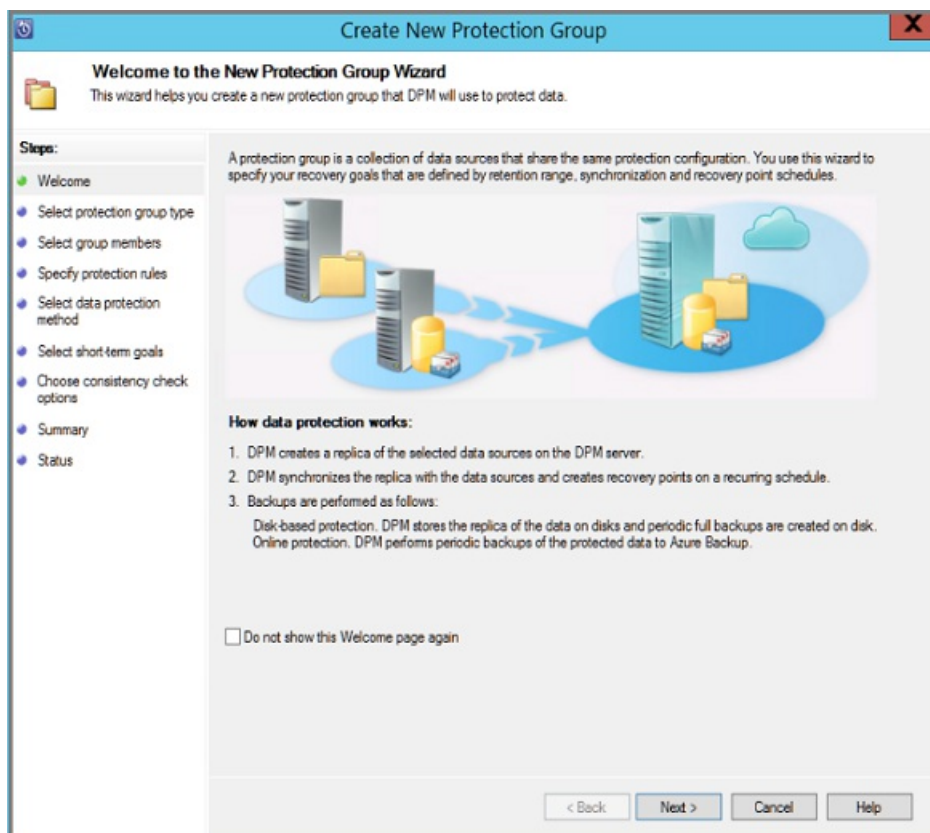 Create New Protection Group
X
Welcome to the New Protection Group Wizard
This wizard helps you create a new protection group that DPM will use to protect data.
Steps:
Welcome
Select protection group type
Select group members
Specify protection rules
Select data protection
method
Select short-term goals
Choose consistency check
options
Summary
Status
A protection group is a collection of data sources that share the same protection configuration. You use this wizard to
specify your recovery goals that are defined by retention range, synchronization and recovery point schedules.
How data protection works:
1. DPM creates a replica of the selected data sources on the DPM server.
2. DPM synchronizes the replica with the data sources and creates recovery points on a recurring schedule.
3. Backups are performed as follows:
Disk-based protection. DPM stores the replica of the data on disks and periodic full backups are created on disk.
Online protection. DPM performs periodic backups of the protected data to Azure Backup.
Do not show this Welcome page again
< Back
Next >
Cancel
Help